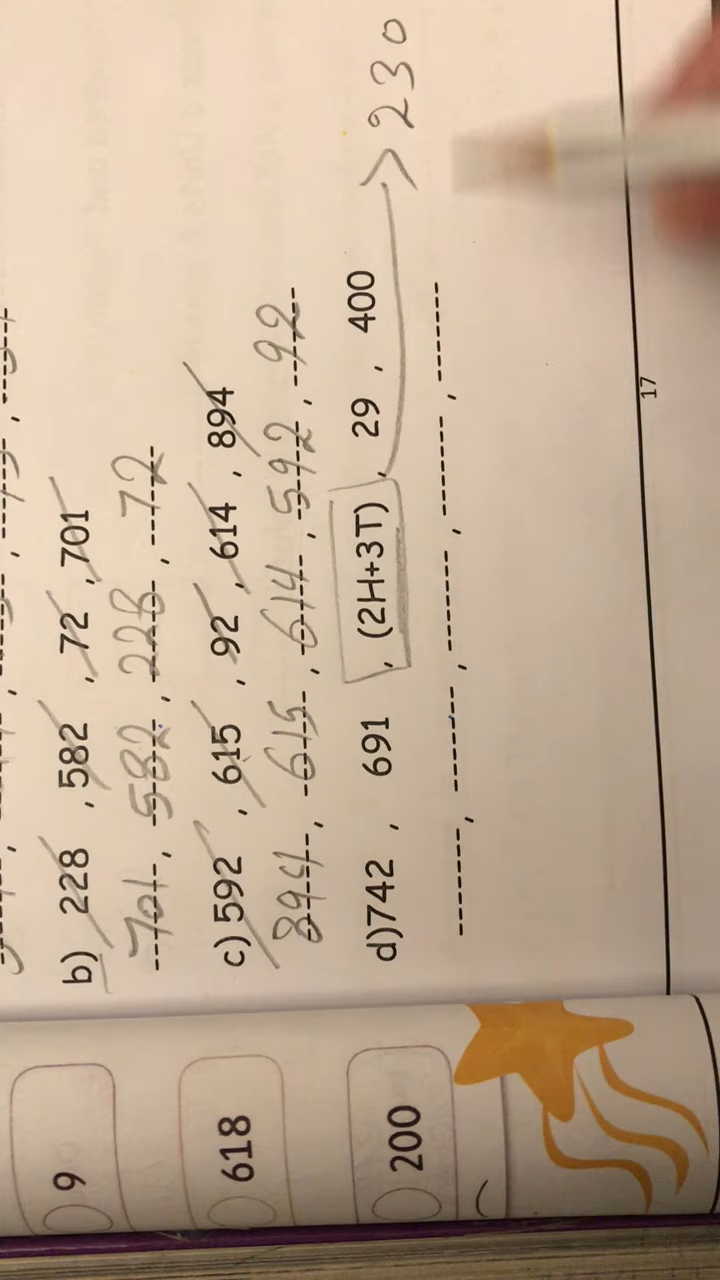 b) 228 , 582 , 72 , 701
701 , 582 , 228 , 72
c) 592 , 615 , 92 , 614 , 894
894 , 615 , 614 , 592 , 92
d)742 , 691 , (2H+3T) , 29 , 400 > 230
17
9
618
200